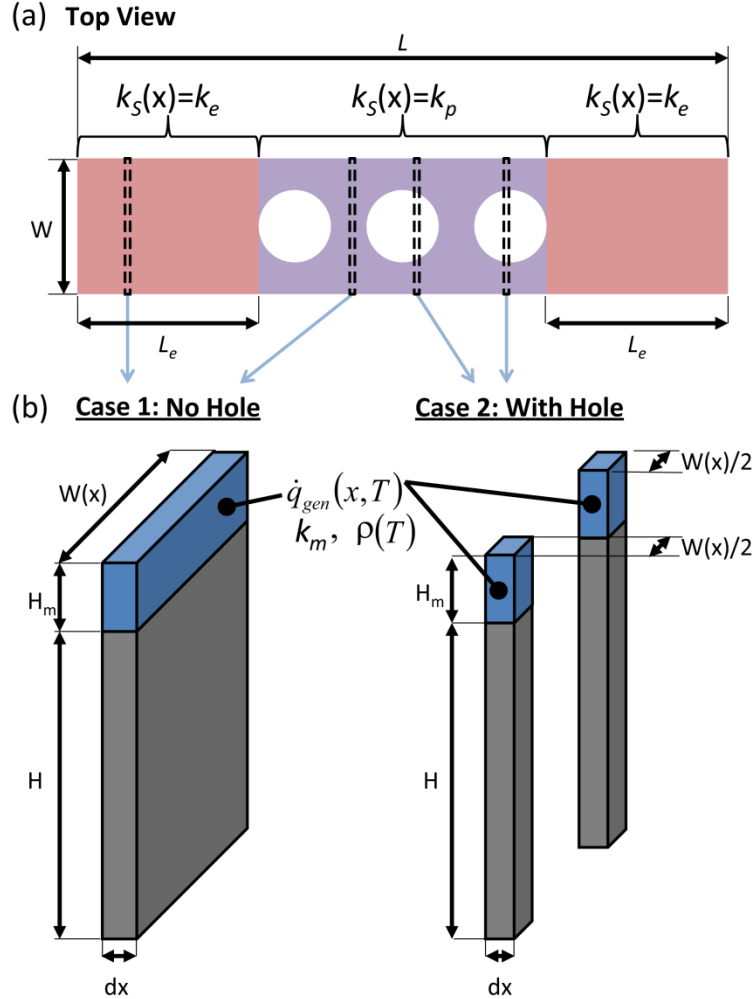 (a) Top View
L
k_S(x)=k_e k_S(x)=k_p k_S(x)=k_e
W
L_e L_e
(b) Case 1: No Hole Case 2: With Hole
W(x) q̇_gen(x,T) W(x)/2
k_m, ρ(T) W(x)/2
H_m H_m
H H
dx dx